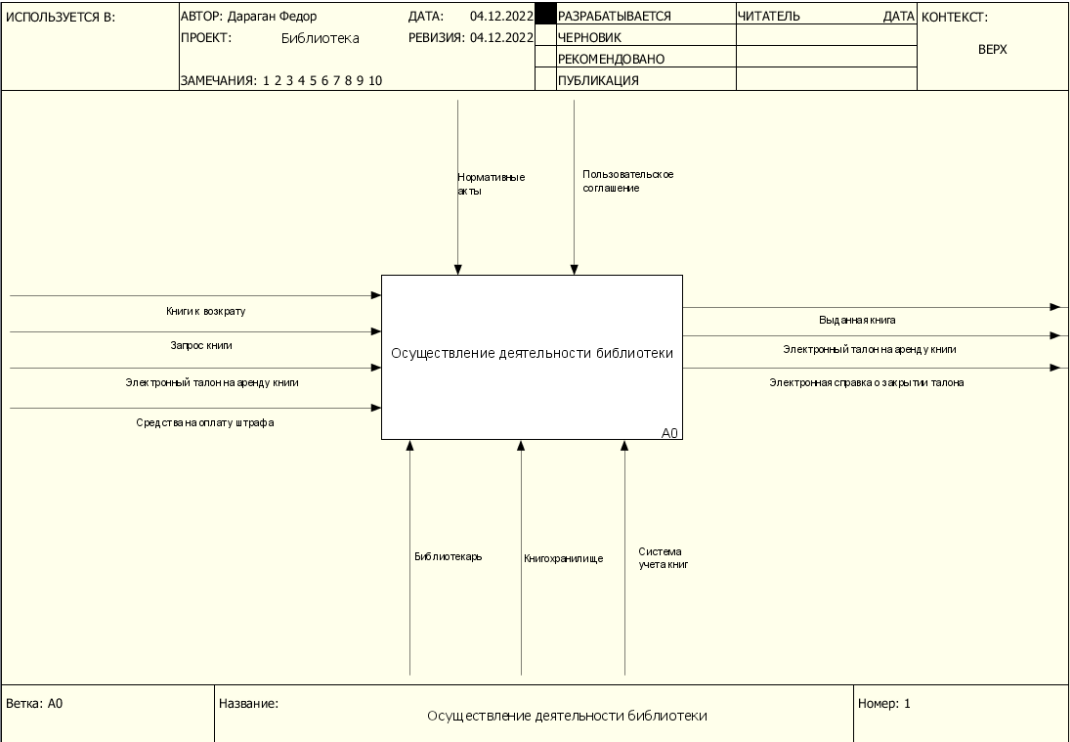 ИСПОЛЬЗУЕТСЯ В:
АВТОР: Дараган Федор
ДАТА: 04.12.2022
ПРОЕКТ: Библиотека
РЕВИЗИЯ: 04.12.2022
ЗАМЕЧАНИЯ: 1 2 3 4 5 6 7 8 9 10
РАЗРАБАТЫВАЕТСЯ
ЧЕРНОВИК
РЕКОМЕНДОВАНО
ПУБЛИКАЦИЯ
ЧИТАТЕЛЬ
ДАТА
КОНТЕКСТ:
ВЕРХ
Нормативные
акты
Пользовательское
соглашение
Книги к возкрату
Запрос книги
Электронный талон на аренду книги
Средства на оплату штрафа
Осуществление деятельности библиотеки
A0
Выданная книга
Электронный талон на аренду книги
Электронная справка о закрытии талона
Библиотекарь
Книгохранилище
Система
учета книг
Ветка: A0
Название:
Осуществление деятельности библиотеки
Номер: 1